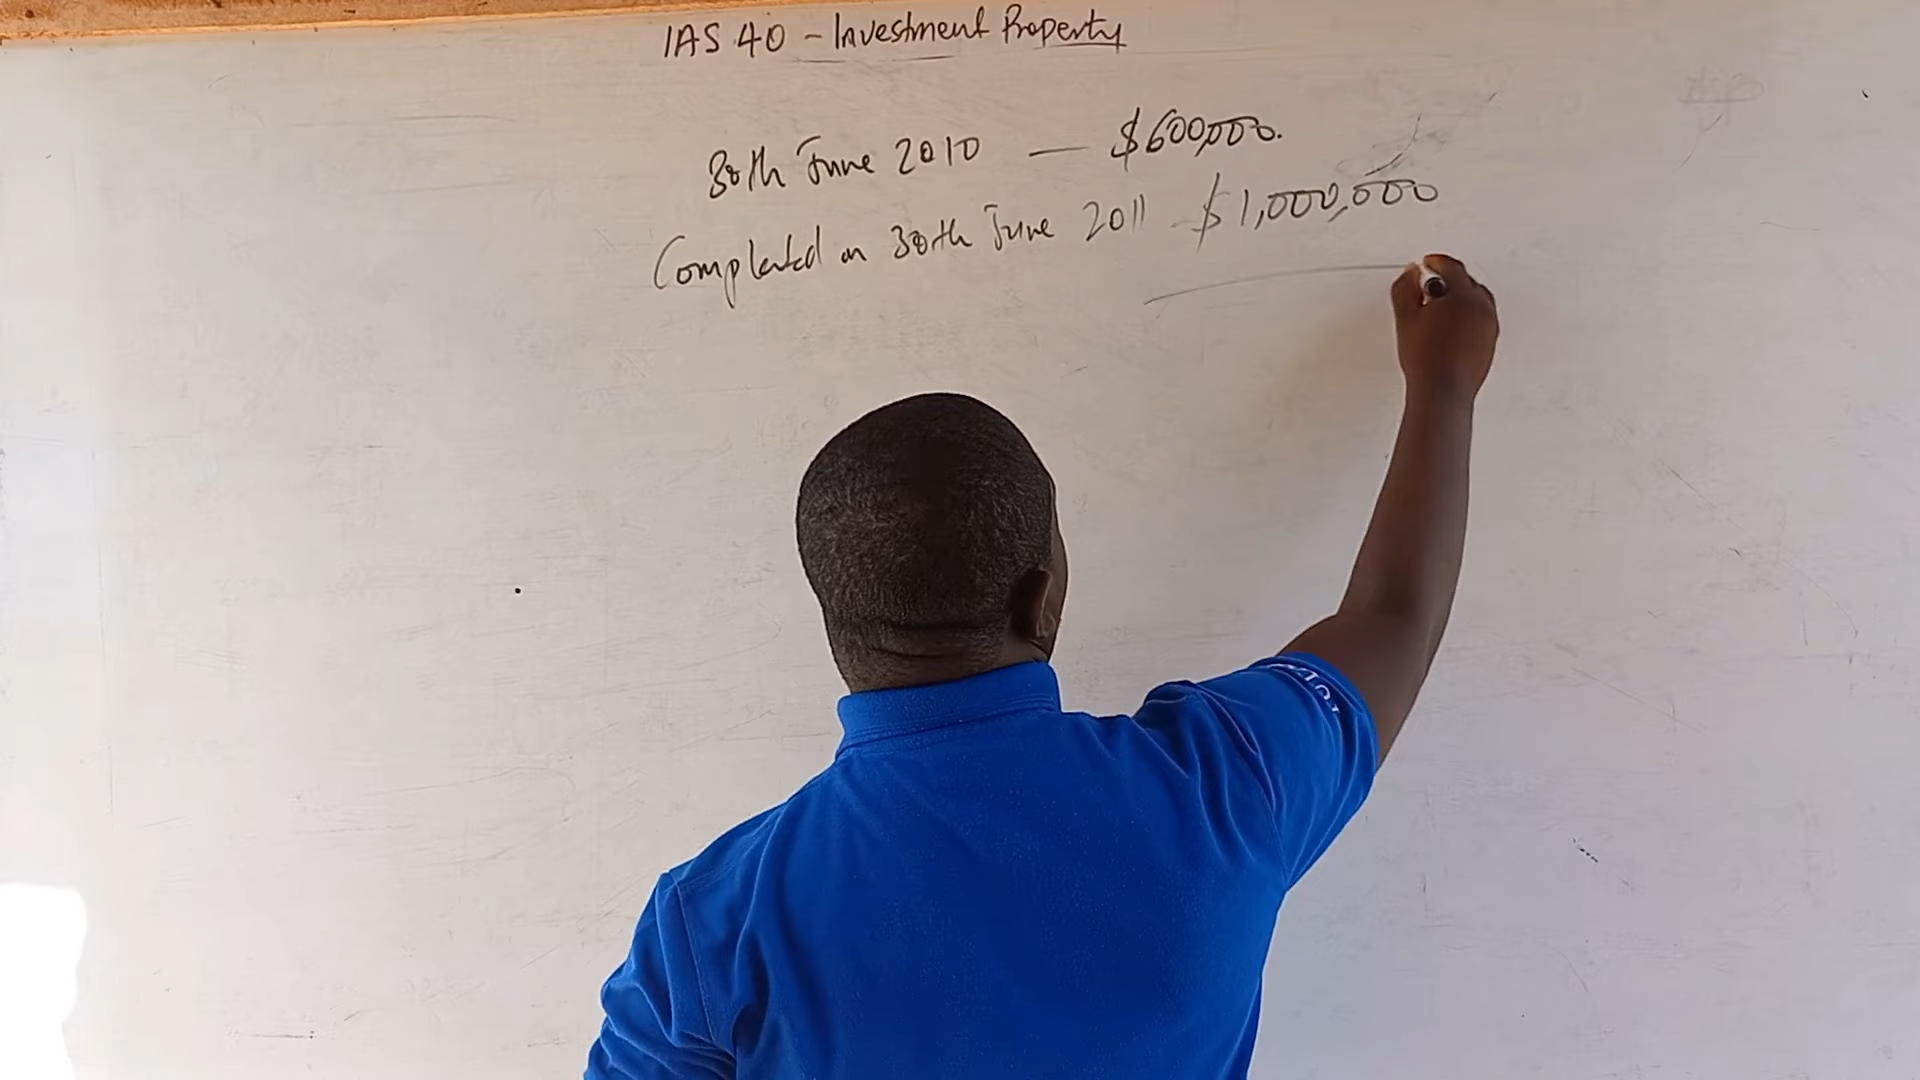 IAS 40 - Investment Property
30th June 2010 — $600,000.
Completed on 30th June 2011 - $1,000,000